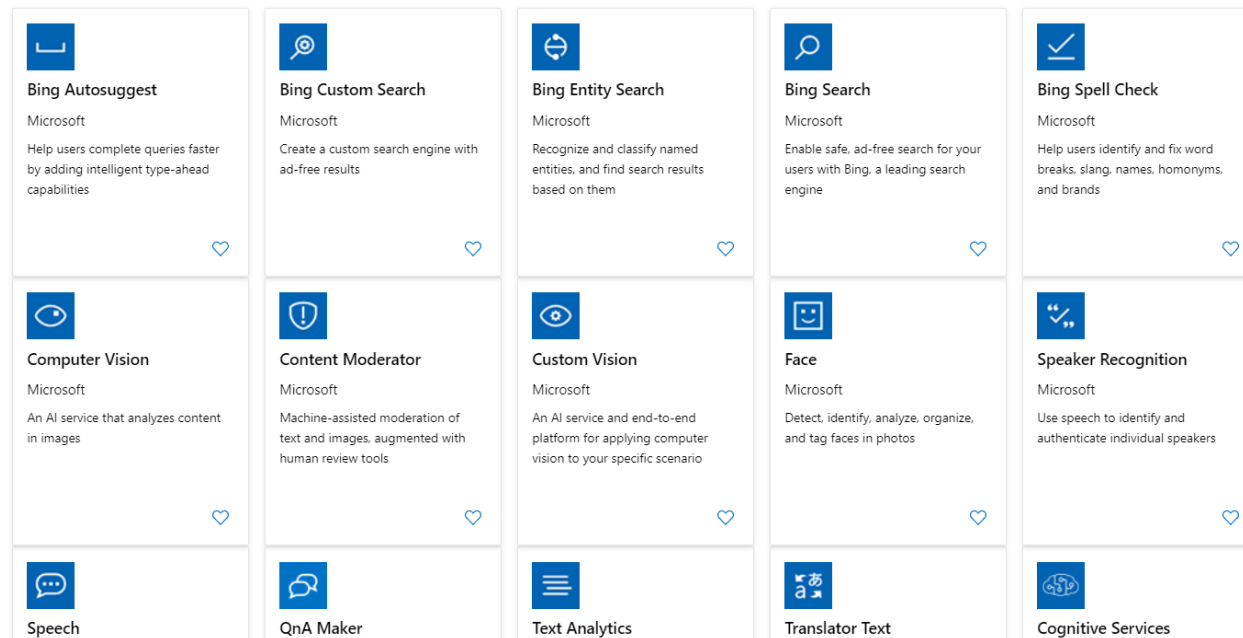 Bing Autosuggest
Microsoft
Help users complete queries faster
by adding intelligent type-ahead
capabilities
Bing Custom Search
Microsoft
Create a custom search engine with
ad-free results
Bing Entity Search
Microsoft
Recognize and classify named
entities, and find search results
based on them
Bing Search
Microsoft
Enable safe, ad-free search for your
users with Bing, a leading search
engine
Bing Spell Check
Microsoft
Help users identify and fix word
breaks, slang, names, homonyms,
and brands
Computer Vision
Microsoft
An AI service that analyzes content
in images
Content Moderator
Microsoft
Machine-assisted moderation of
text and images, augmented with
human review tools
Custom Vision
Microsoft
An AI service and end-to-end
platform for applying computer
vision to your specific scenario
Face
Microsoft
Detect, identify, analyze, organize,
and tag faces in photos
Speaker Recognition
Microsoft
Use speech to identify and
authenticate individual speakers
Speech
QnA Maker
Text Analytics
あ
a
Translator Text
Cognitive Services